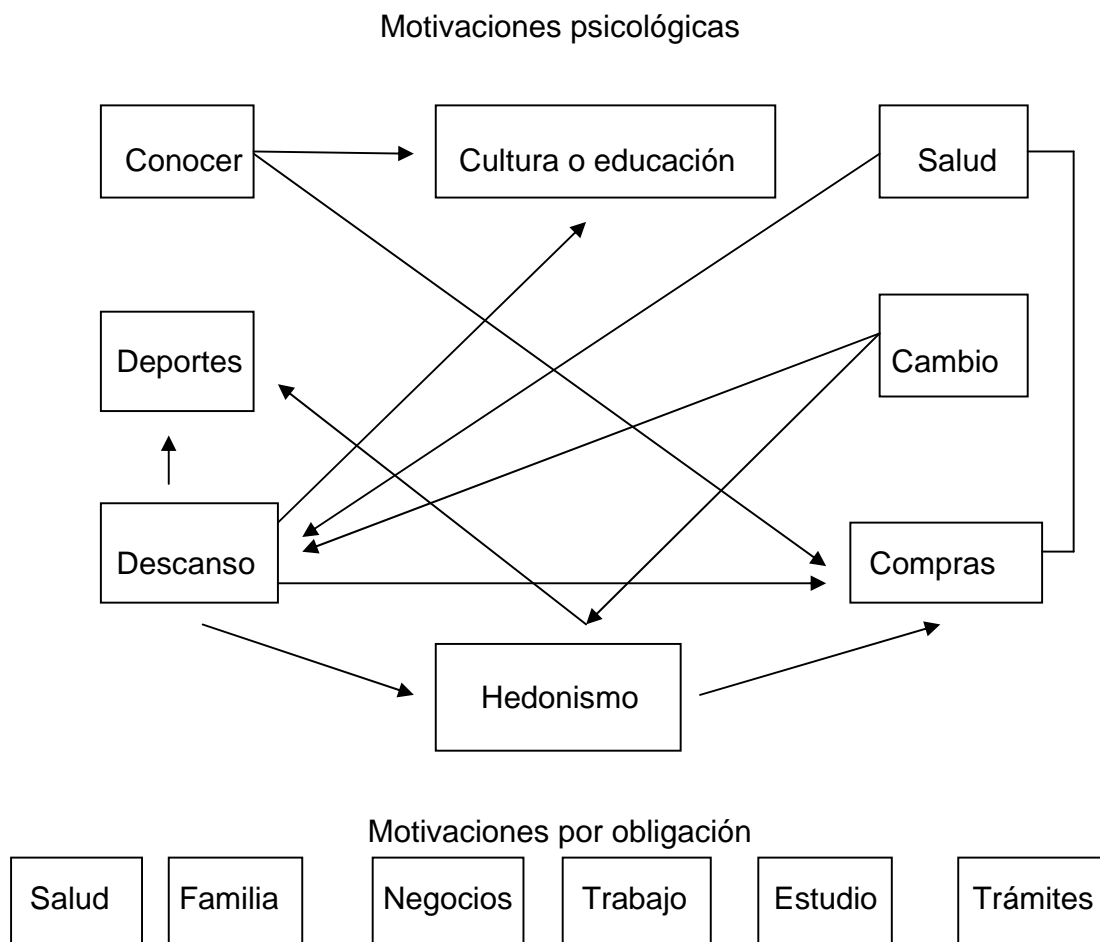 Motivaciones psicológicas
Conocer
Cultura o educación
Salud
Deportes
Cambio
Descanso
Compras
Hedonismo
Motivaciones por obligación
Salud
Familia
Negocios
Trabajo
Estudio
Trámites